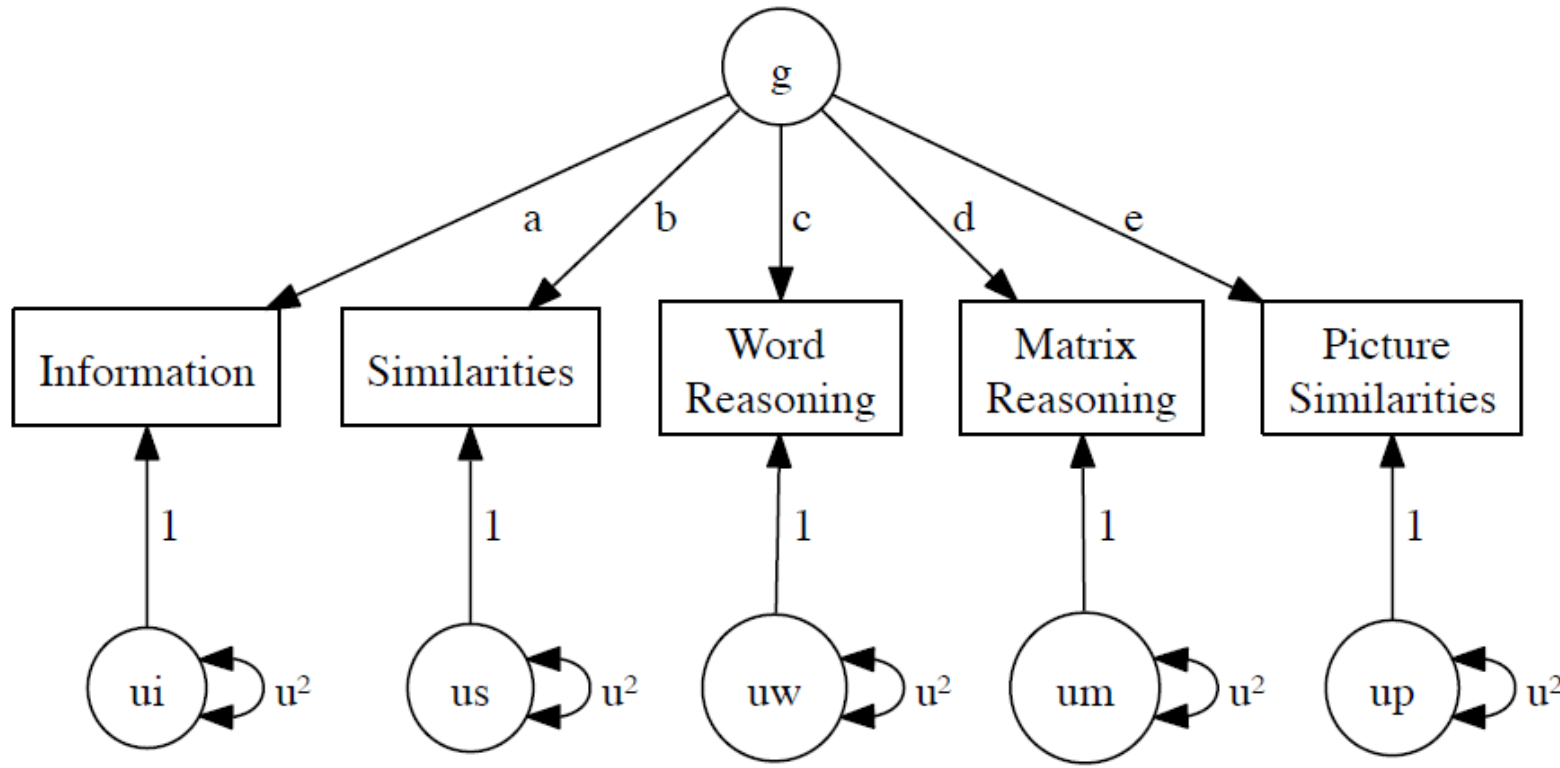 g
a
b
c
d
e
Information
Similarities
Word
Reasoning
Matrix
Reasoning
Picture
Similarities
1
1
1
1
1
ui
u²
us
u²
uw
u²
um
u²
up
u²